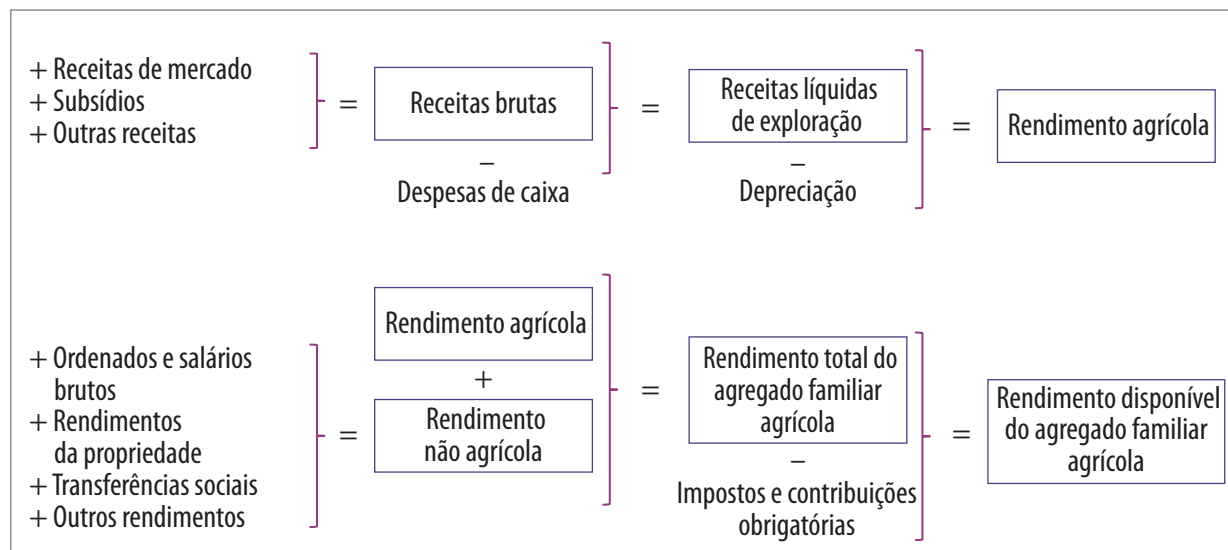 + Receitas de mercado
+ Subsídios
+ Outras receitas
=
Receitas brutas
–
Despesas de caixa
=
Receitas líquidas
de exploração
–
Depreciação
=
Rendimento agrícola
+ Ordenados e salários
brutos
+ Rendimentos
da propriedade
+ Transferências sociais
+ Outros rendimentos
=
Rendimento agrícola
+
Rendimento
não agrícola
=
Rendimento total do
agregado familiar
agrícola
–
Impostos e contribuições
obrigatórias
=
Rendimento disponível
do agregado familiar
agrícola